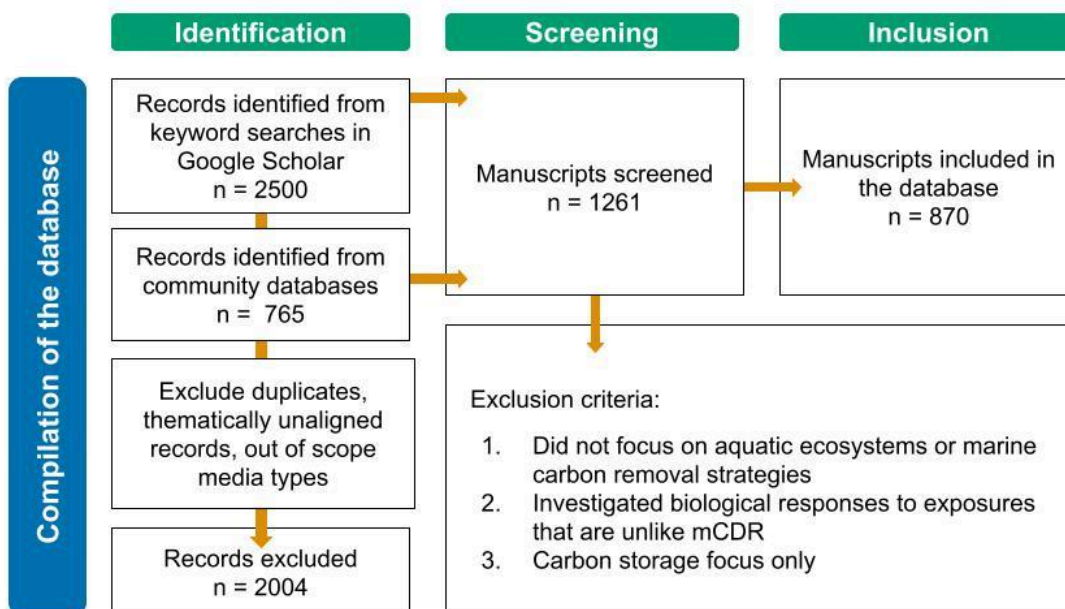 Identification
Screening
Inclusion
Compilation of the database
Records identified from
keyword searches in
Google Scholar
n = 2500
Records identified from
community databases
n = 765
Exclude duplicates,
thematically unaligned
records, out of scope
media types
Records excluded
n = 2004
Manuscripts screened
n = 1261
Manuscripts included in
the database
n = 870
Exclusion criteria:
1. Did not focus on aquatic ecosystems or marine
carbon removal strategies
2. Investigated biological responses to exposures
that are unlike mCDR
3. Carbon storage focus only